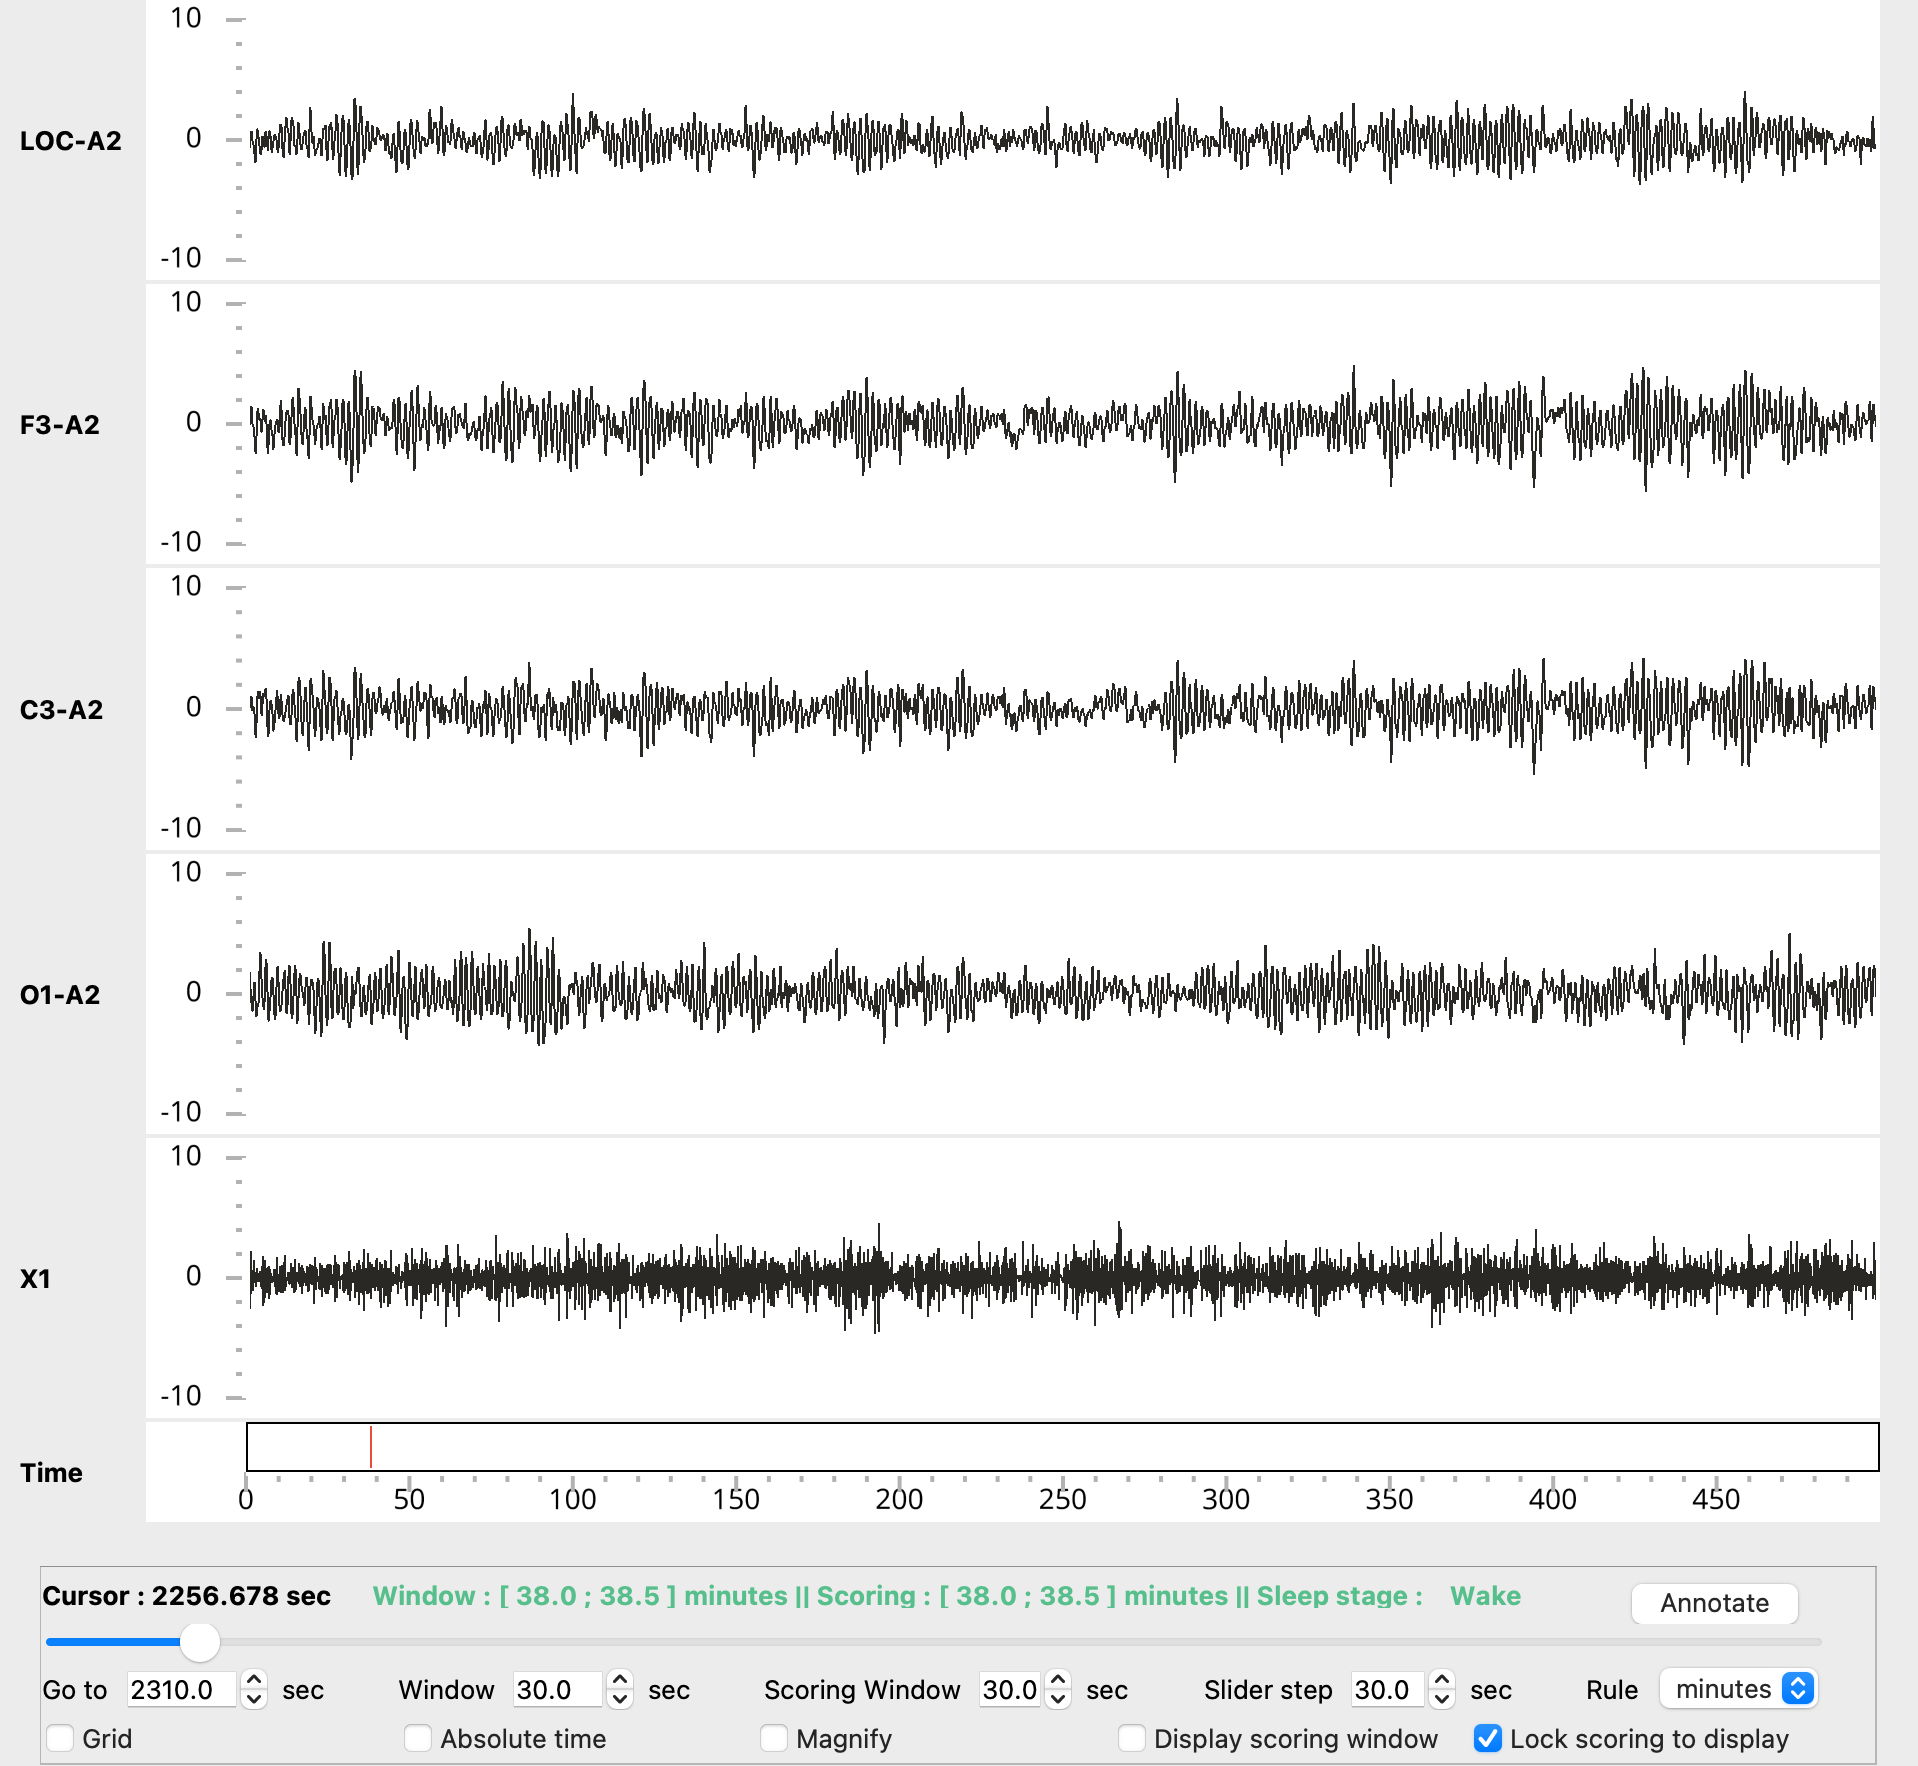 10
LOC-A2
0
-10
10
F3-A2
0
-10
10
C3-A2
0
-10
10
O1-A2
0
-10
10
X1
0
-10
Time
0 50 100 150 200 250 300 350 400 450
Cursor : 2256.678 sec Window : [ 38.0 ; 38.5 ] minutes || Scoring : [ 38.0 ; 38.5 ] minutes || Sleep stage : Wake Annotate
Go to 2310.0 sec Window 30.0 sec Scoring Window 30.0 sec Slider step 30.0 sec Rule minutes
Grid Absolute time Magnify Display scoring window Lock scoring to display